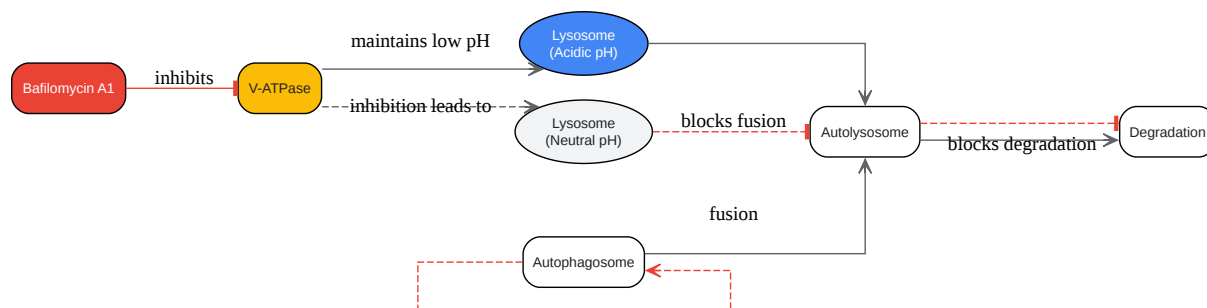 maintains low pH
Lysosome
(Acidic pH)
Bafilomycin A1
inhibits
V-ATPase
inhibition leads to
Lysosome
(Neutral pH)
blocks fusion
Autolysosome
blocks degradation
Degradation
fusion
Autophagosome